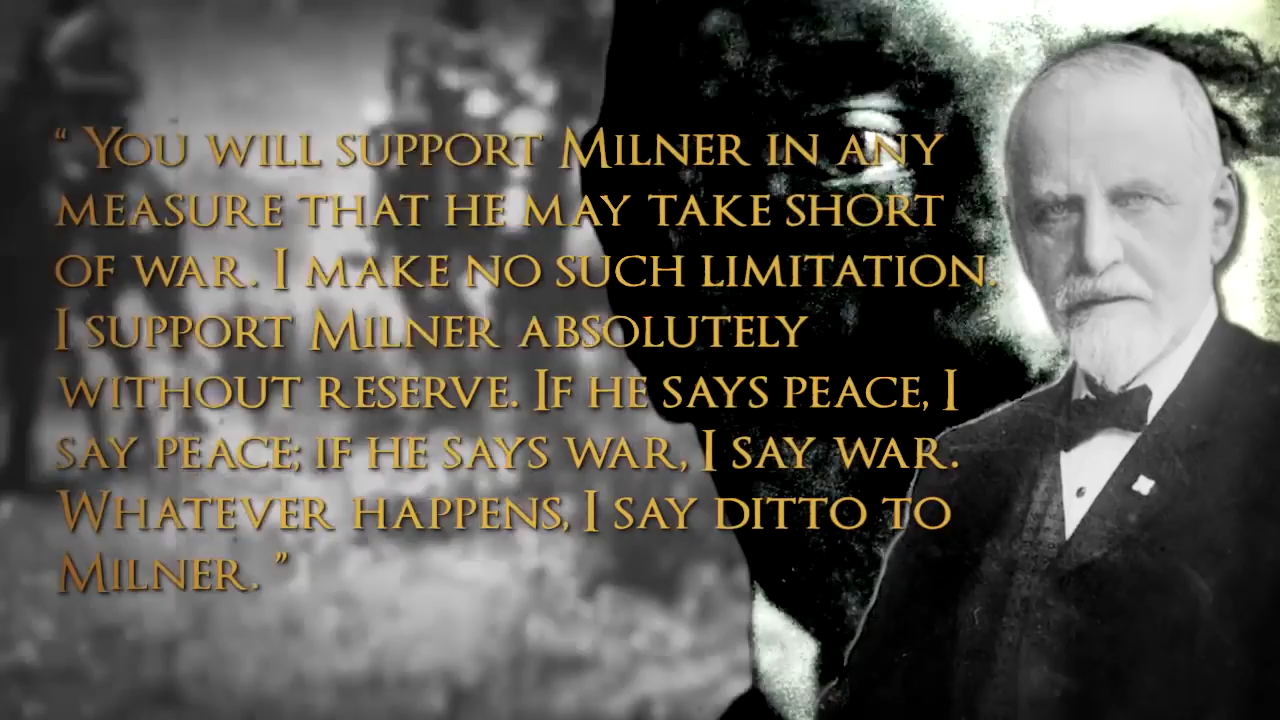 “ You will support Milner in any
measure that he may take short
of war. I make no such limitation.
I support Milner absolutely
without reserve. If he says peace, I
say peace; if he says war, I say war.
Whatever happens, I say ditto to
Milner. ”